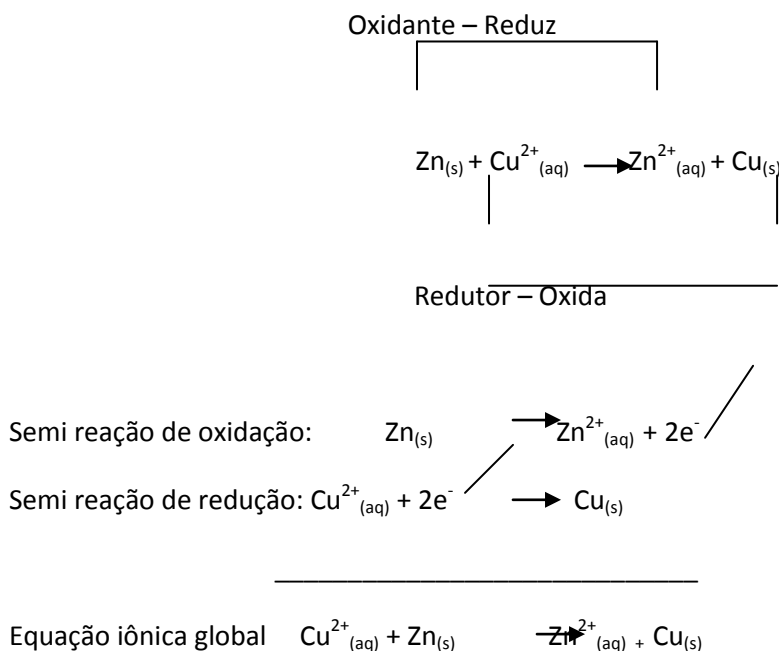 Oxidante – Reduz
Zn(s) + Cu²⁺(aq) → Zn²⁺(aq) + Cu(s)
Redutor – Oxida
Semi reação de oxidação: Zn(s) → Zn²⁺(aq) + 2e⁻
Semi reação de redução: Cu²⁺(aq) + 2e⁻ → Cu(s)
Equação iônica global Cu²⁺(aq) + Zn(s) → Zn²⁺(aq) + Cu(s)